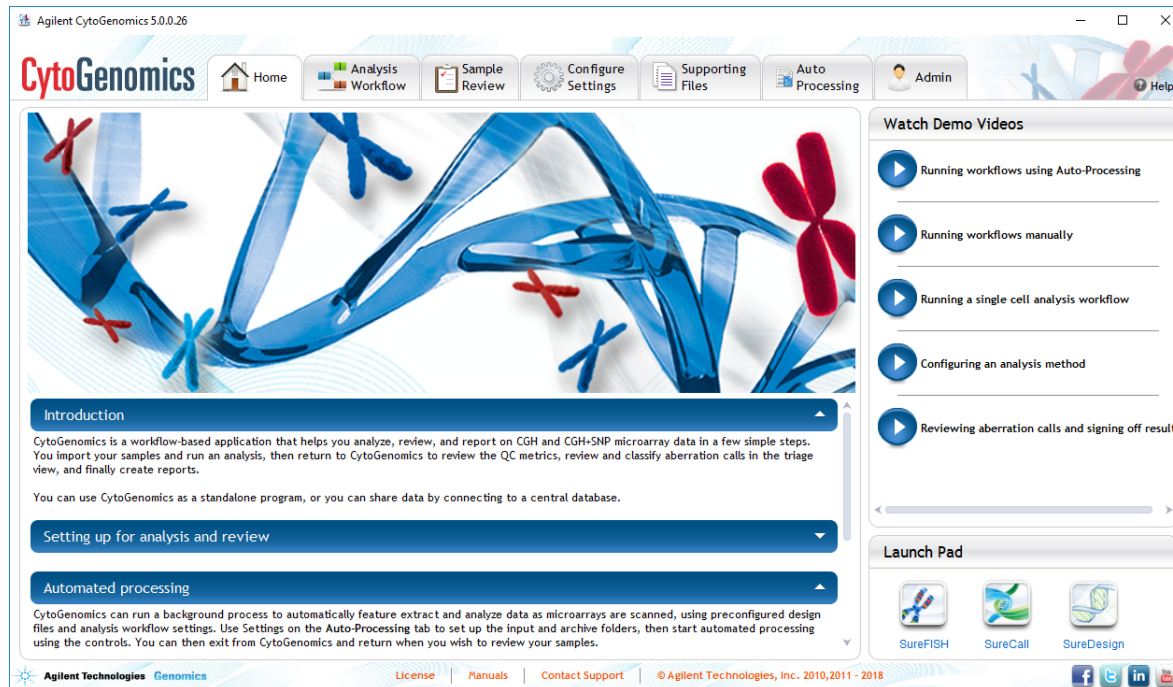 Agilent CytoGenomics 5.0.0.26
CytoGenomics
Home
Analysis
Workflow
Sample
Review
Configure
Settings
Supporting
Files
Auto
Processing
Admin
Help
Watch Demo Videos
Running workflows using Auto-Processing
Running workflows manually
Running a single cell analysis workflow
Configuring an analysis method
Reviewing aberration calls and signing off result
Introduction
CytoGenomics is a workflow-based application that helps you analyze, review, and report on CGH and CGH+SNP microarray data in a few simple steps.
You import your samples and run an analysis, then return to CytoGenomics to review the QC metrics, review and classify aberration calls in the triage
view, and finally create reports.
You can use CytoGenomics as a standalone program, or you can share data by connecting to a central database.
Setting up for analysis and review
Automated processing
CytoGenomics can run a background process to automatically feature extract and analyze data as microarrays are scanned, using preconfigured design
files and analysis workflow settings. Use Settings on the Auto-Processing tab to set up the input and archive folders, then start automated processing
using the controls. You can then exit from CytoGenomics and return when you wish to review your samples.
Launch Pad
SureFISH
SureCall
SureDesign
Agilent Technologies Genomics
License
Manuals
Contact Support
© Agilent Technologies, Inc. 2010,2011 - 2018